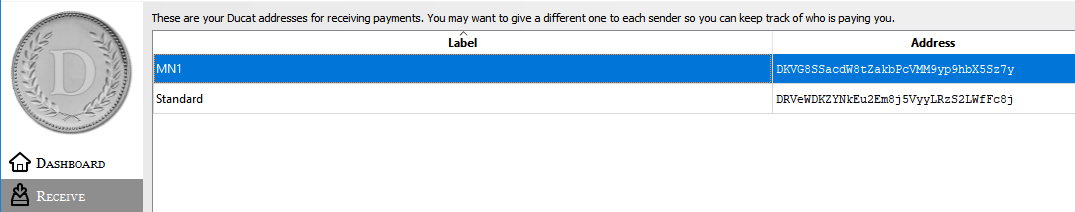 These are your Ducat addresses for receiving payments. You may want to give a different one to each sender so you can keep track of who is paying you.
Label Address
MN1 DKVG8SSacdW8tZakbPcVMM9yp9hbX5Sz7y
Standard DRVeWDKZYNkEu2Em8j5VyyLRzS2LWfFc8j
D
DASHBOARD
RECEIVE